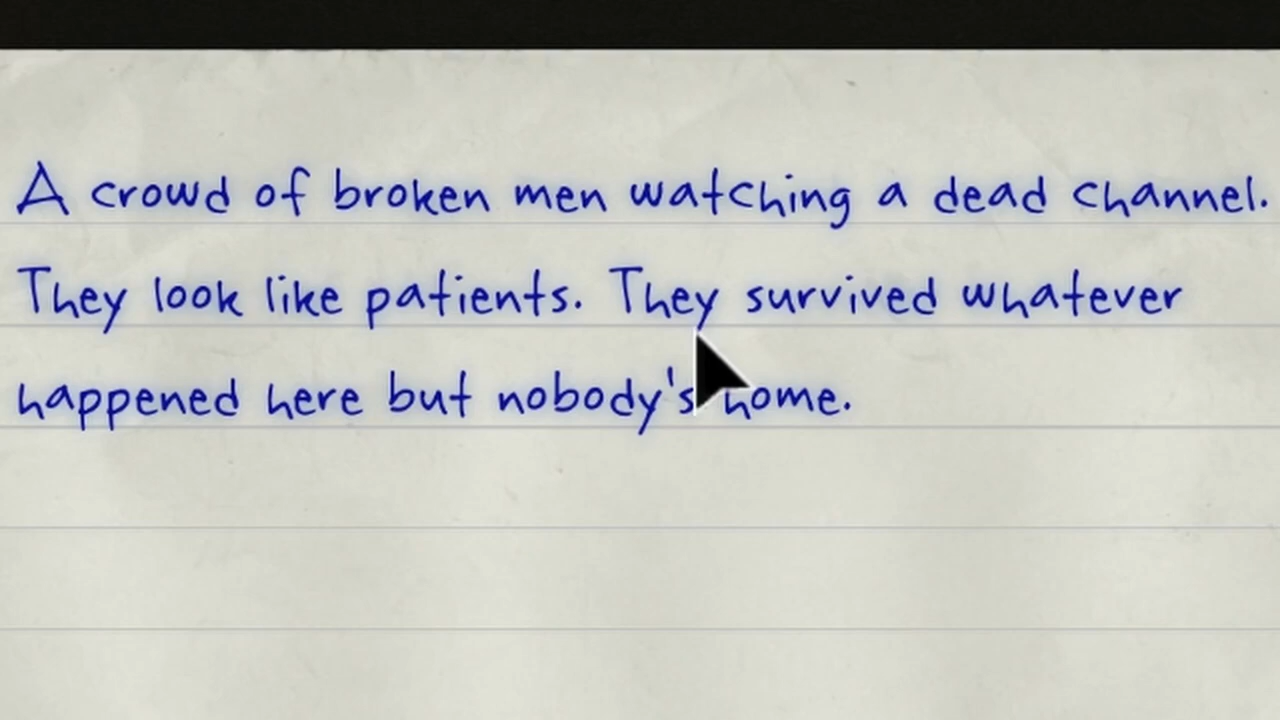 A crowd of broken men watching a dead channel.
They look like patients. They survived whatever
happened here but nobody's home.